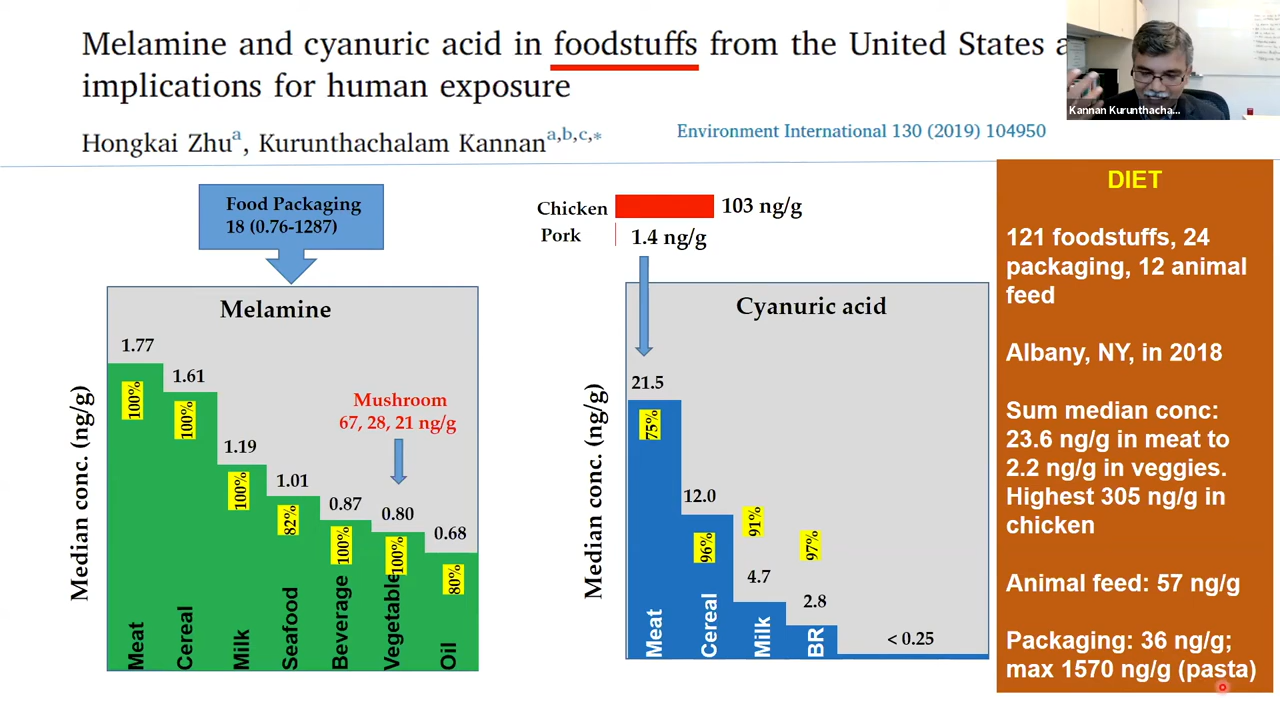 Melamine and cyanuric acid in foodstuffs from the United States
implications for human exposure
Hongkai Zhuᵃ, Kurunthachalam Kannanᵃ,ᵇ,ᶜ,*
Environment International 130 (2019) 104950
Kannan Kurunthacha...
Food Packaging
18 (0.76-1287)
Melamine
Median conc. (ng/g)
1.77
1.61
1.19
1.01
0.87
0.80
0.68
100%
100%
100%
82%
100%
100%
80%
Mushroom
67, 28, 21 ng/g
Meat
Cereal
Milk
Seafood
Beverage
Vegetable
Oil
Chicken 103 ng/g
Pork 1.4 ng/g
Cyanuric acid
Median conc. (ng/g)
21.5
12.0
4.7
2.8
< 0.25
75%
96%
91%
97%
Meat
Cereal
Milk
BR
DIET
121 foodstuffs, 24
packaging, 12 animal
feed
Albany, NY, in 2018
Sum median conc:
23.6 ng/g in meat to
2.2 ng/g in veggies.
Highest 305 ng/g in
chicken
Animal feed: 57 ng/g
Packaging: 36 ng/g;
max 1570 ng/g (pasta)